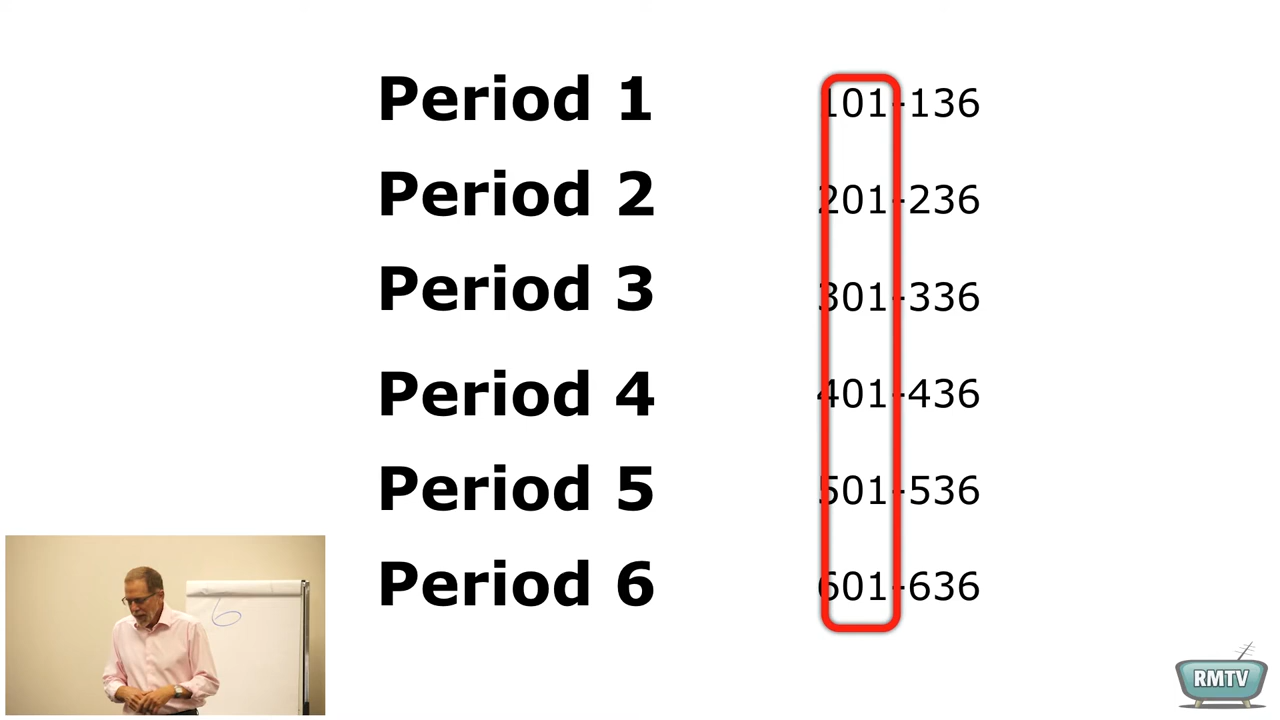 Period 1 101-136
Period 2 201-236
Period 3 301-336
Period 4 401-436
Period 5 501-536
Period 6 601-636
6
RMTV